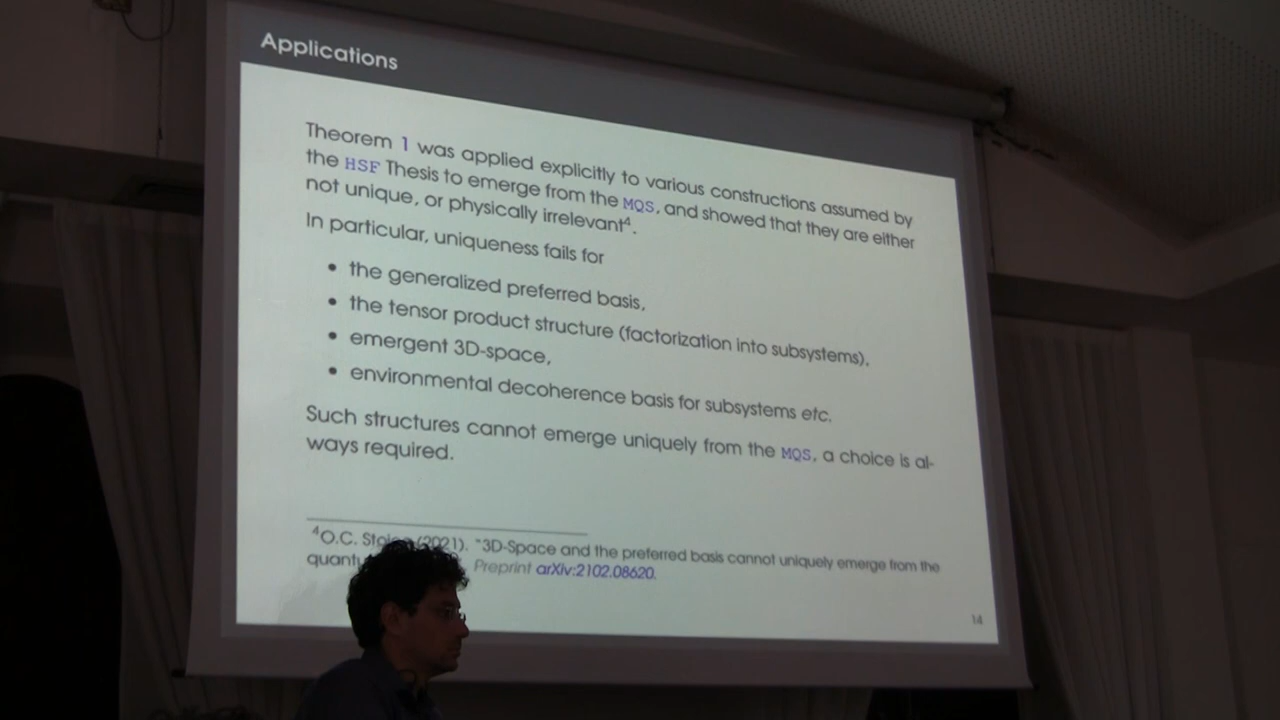 Applications
Theorem 1 was applied explicitly to various constructions assumed by
the HSF Thesis to emerge from the MQS, and showed that they are either
not unique, or physically irrelevant⁴.
In particular, uniqueness fails for
• the generalized preferred basis,
• the tensor product structure (factorization into subsystems),
• emergent 3D-space,
• environmental decoherence basis for subsystems etc.
Such structures cannot emerge uniquely from the MQS, a choice is al-
ways required.
⁴O.C. (2021). "3D-Space and the preferred basis cannot uniquely emerge from the
Preprint arXiv:2102.08620.
14